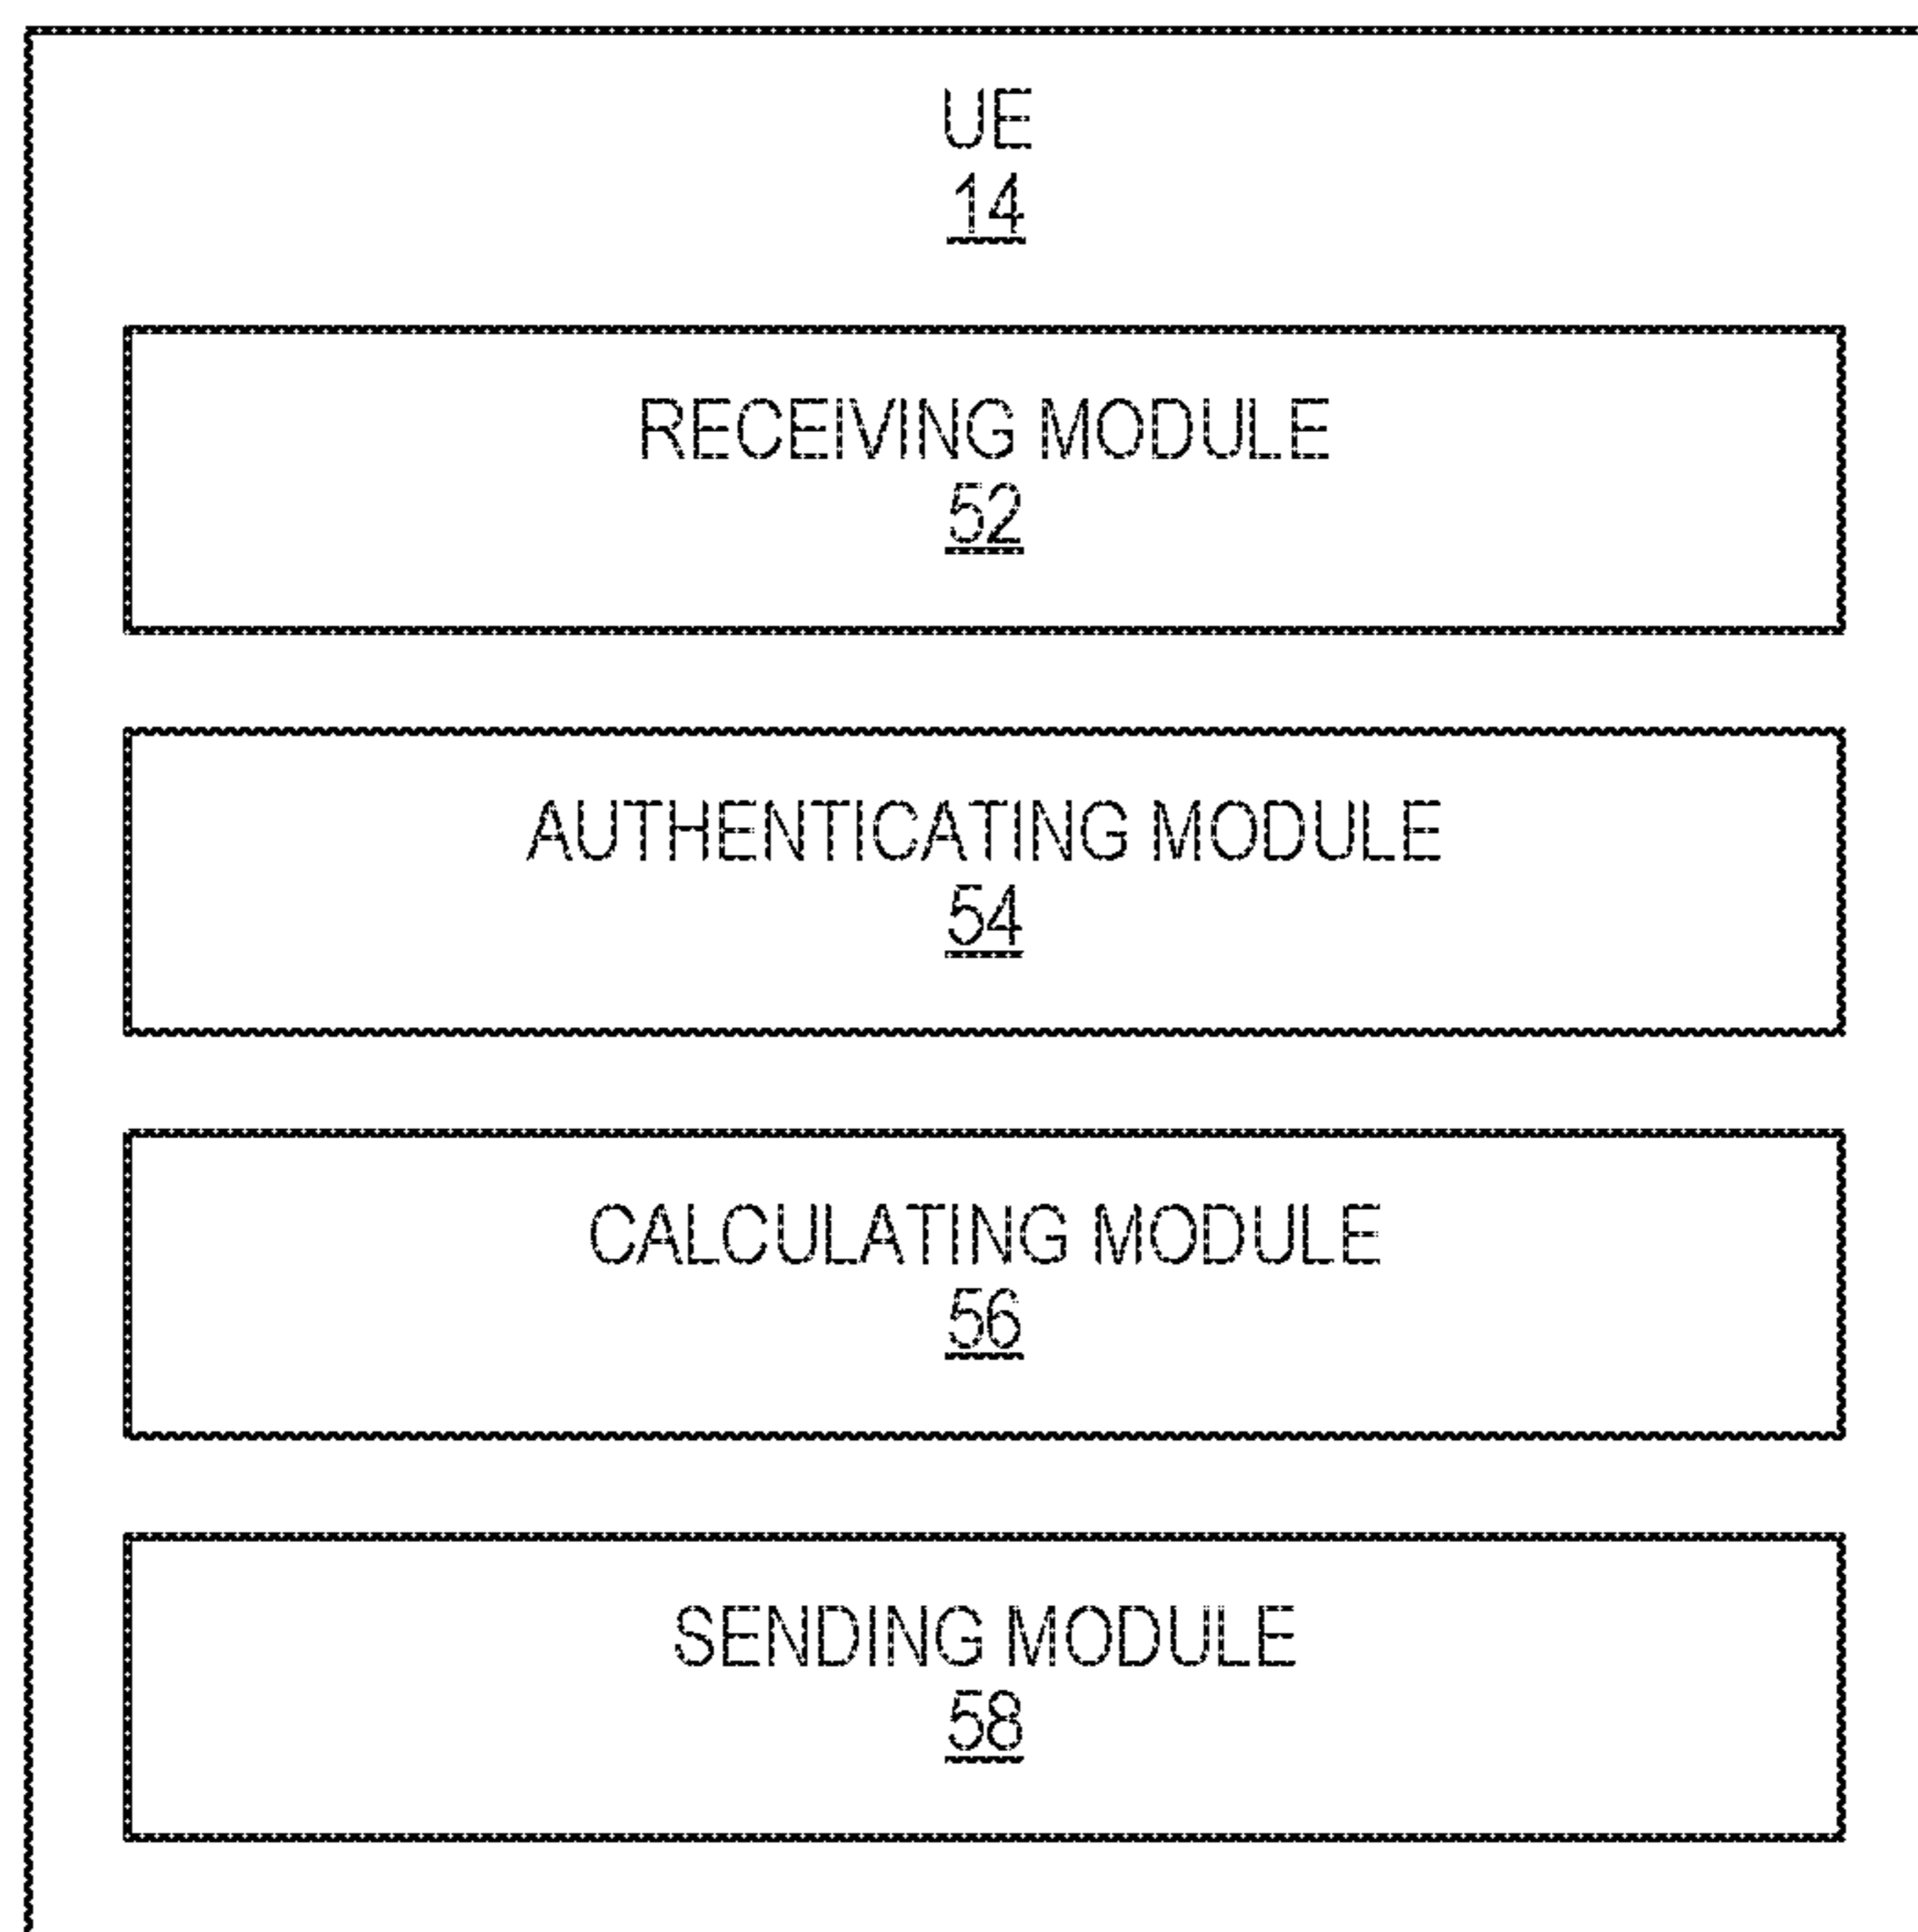 UE
14
RECEIVING MODULE
52
AUTHENTICATING MODULE
54
CALCULATING MODULE
56
SENDING MODULE
58